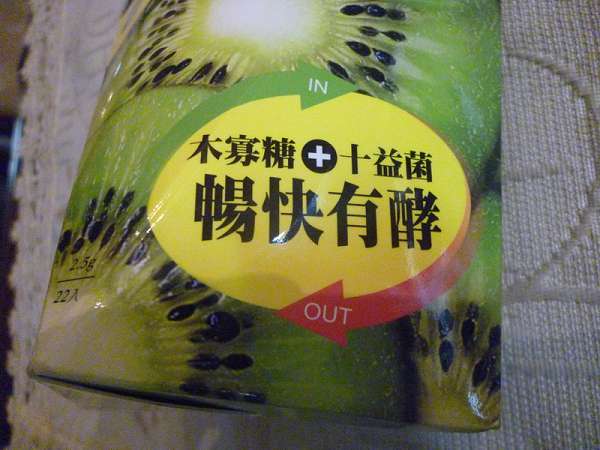 IN
木寡糖+十益菌
暢快有酵
2.5g
22入
OUT